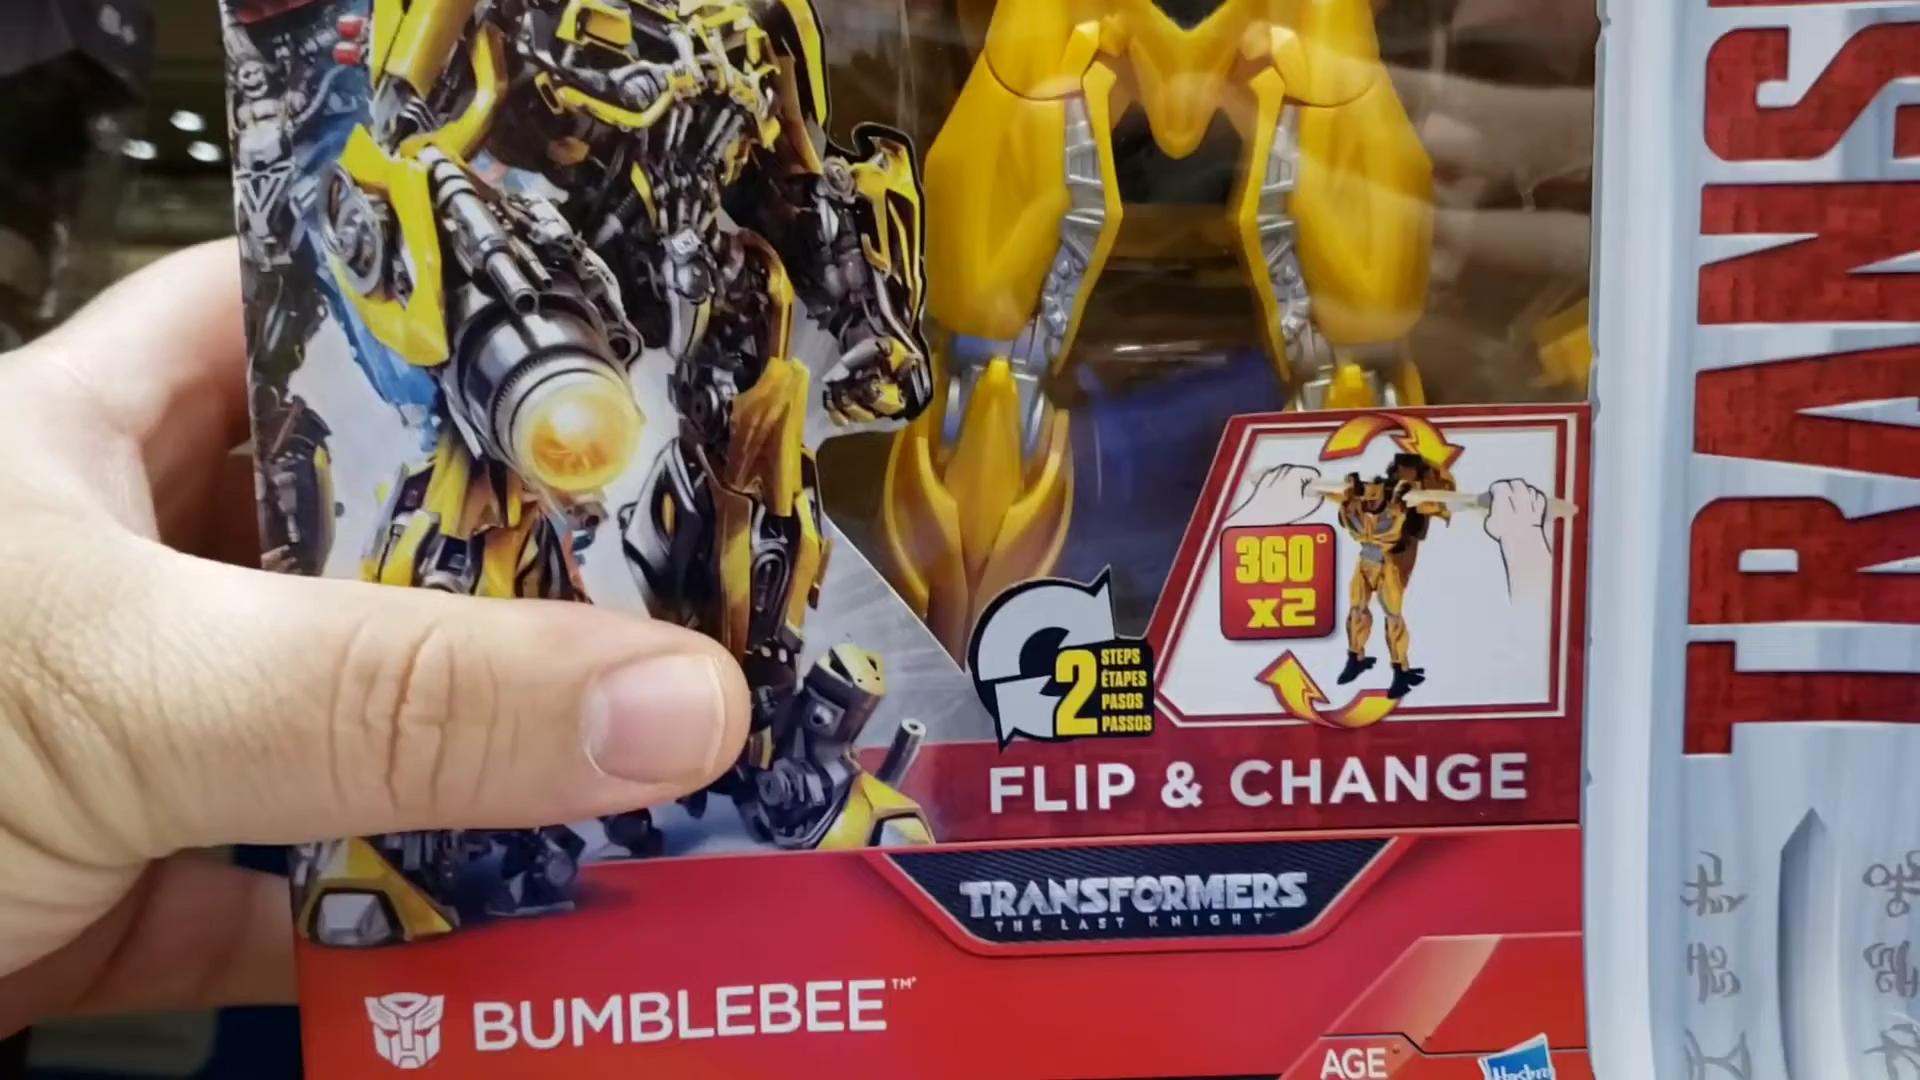 360°
x2
2
STEPS
ÉTAPES
PASOS
PASSOS
FLIP & CHANGE
TRANSFORMERS
THE LAST KNIGHT
BUMBLEBEE™
AGE
Hasbro
TRANS